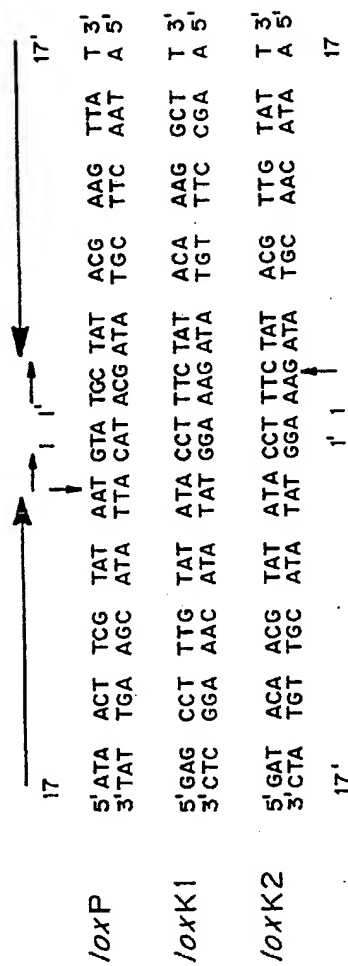 17 1 1' 17'
loxP 5'ATA ACT TCG TAT AAT GTA TGC TAT ACG AAG TTA T 3'
3'TAT TGA AGC ATA TTA CAT ACG ATA TGC TTC AAT A 5'
loxK1 5'GAG CCT TTG TAT ATA CCT TTC TAT ACA AAG GCT T 3'
3'CTC GGA AAC ATA TAT GGA AAG ATA TGT TTC CGA A 5'
loxK2 5'GAT ACA ACG TAT ATA CCT TTC TAT ACG TTG TAT T 3'
3'CTA TGT TGC ATA TAT GGA AAG ATA TGC AAC ATA A 5'
17' 1' 1 17